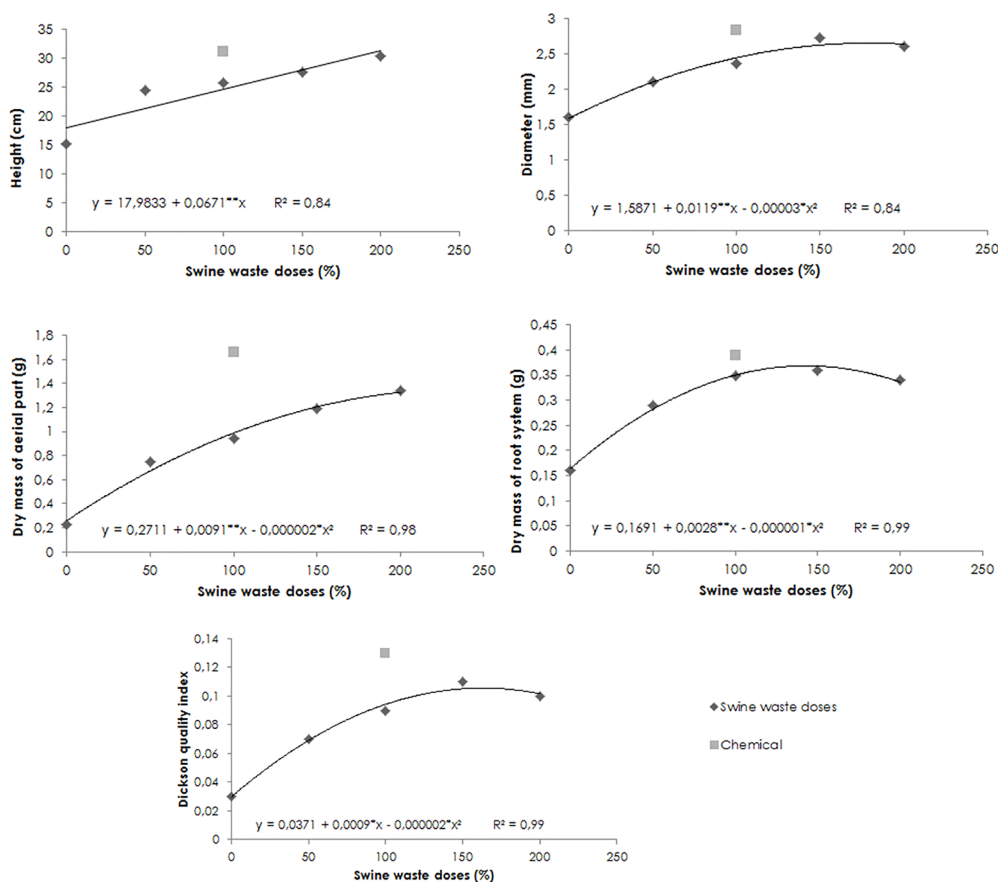 Height (cm)
35
30
25
20
15
10
5
0
0 50 100 150 200 250
y = 17,9833 + 0,0671**x R² = 0,84
Swine waste doses (%)
Diameter (mm)
3
2,5
2
1,5
1
0,5
0
0 50 100 150 200 250
y = 1,5871 + 0,0119**x - 0,00003*x² R² = 0,84
Swine waste doses (%)
Dry mass of aerial part (g)
1,8
1,6
1,4
1,2
1
0,8
0,6
0,4
0,2
0
y = 0,2711 + 0,0091**x - 0,000002*x² R² = 0,98
0 50 100 150 200 250
Swine waste doses (%)
Dry mass of root system (g)
0,45
0,4
0,35
0,3
0,25
0,2
0,15
0,1
0,05
0
y = 0,1691 + 0,0028**x - 0,000001*x² R² = 0,99
0 50 100 150 200 250
Swine waste doses (%)
Dickson quality index
0,14
0,12
0,1
0,08
0,06
0,04
0,02
0
y = 0,0371 + 0,0009*x - 0,000002*x² R² = 0,99
0 50 100 150 200 250
Swine waste doses (%)
Swine waste doses
Chemical